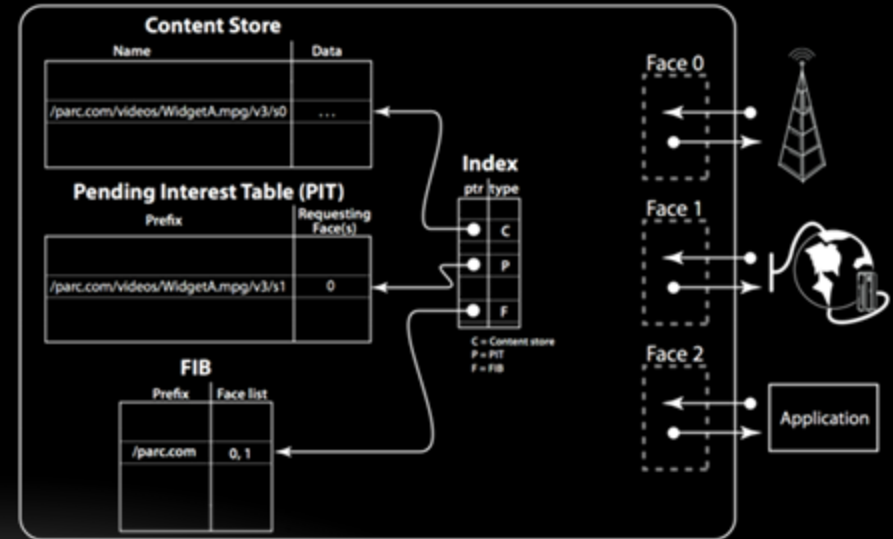 Content Store
Name Data
/parc.com/videos/WidgetA.mpg/v3/s0 ...
Pending Interest Table (PIT)
Prefix Requesting
Face(s)
/parc.com/videos/WidgetA.mpg/v3/s1 0
FIB
Prefix Face list
/parc.com 0, 1
Index
ptr type
C
P
F
C = Content store
P = PIT
F = FIB
Face 0
Face 1
Face 2
Application